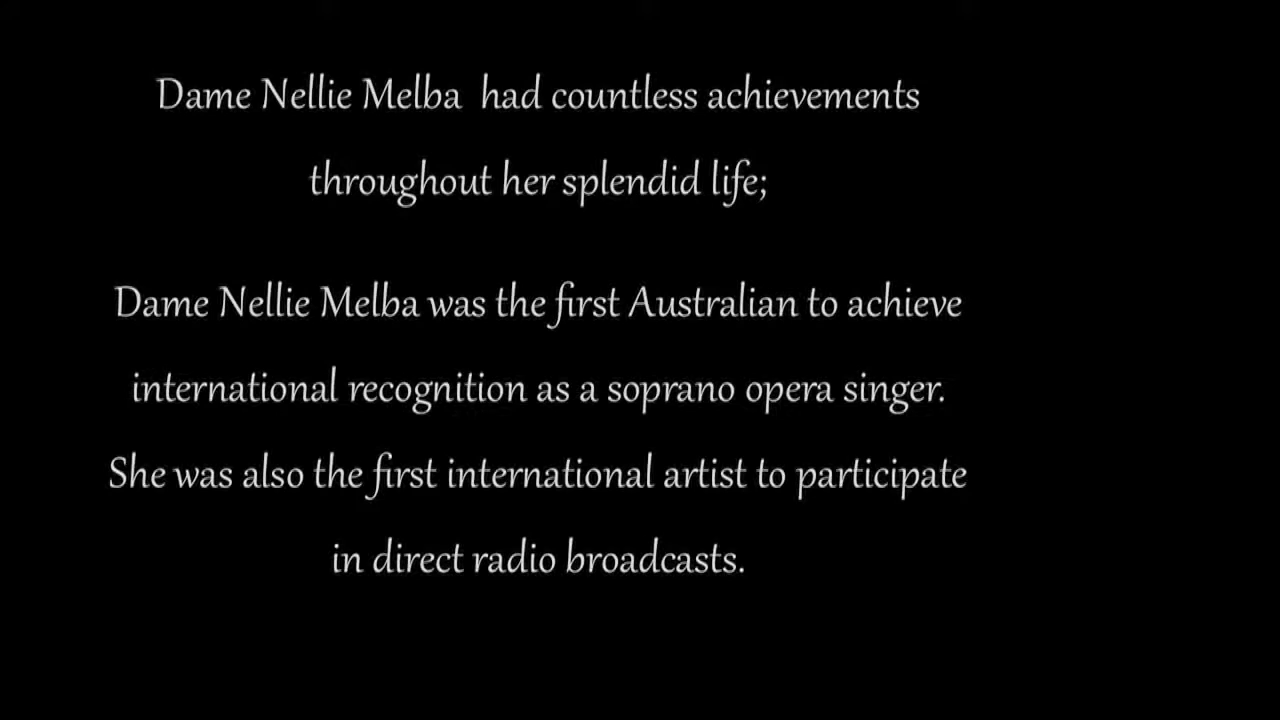 Dame Nellie Melba  had countless achievements
throughout her splendid life;
Dame Nellie Melba was the first Australian to achieve
international recognition as a soprano opera singer.
She was also the first international artist to participate
in direct radio broadcasts.